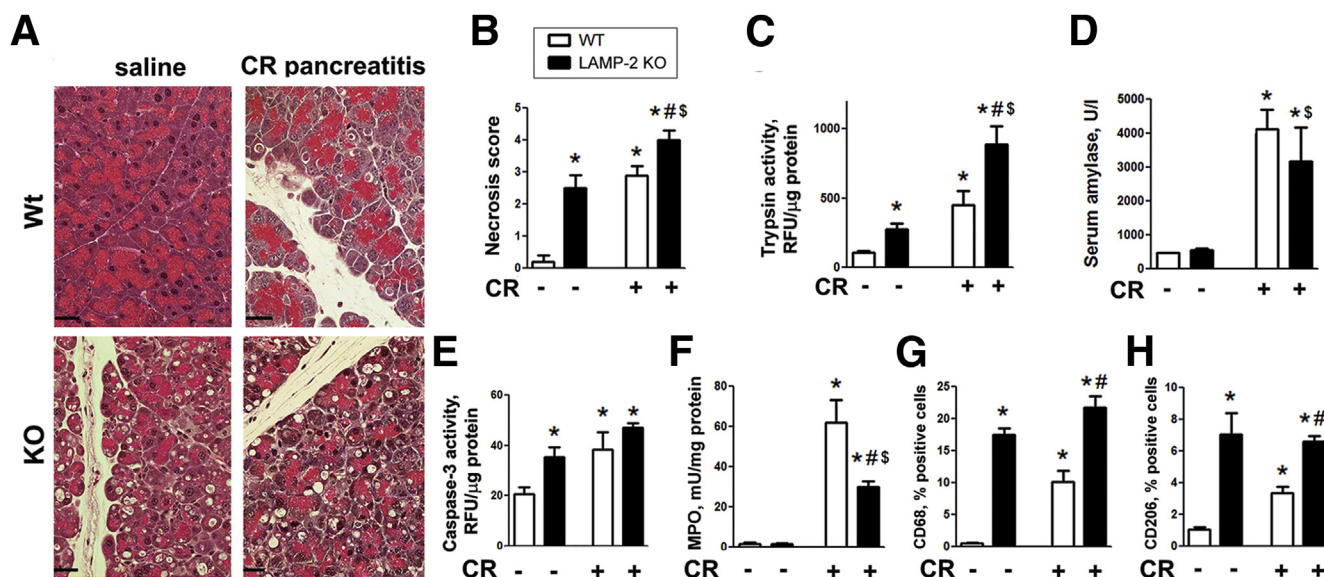 A
saline
CR pancreatitis
Wt
KO
B
WT
LAMP-2 KO
Necrosis score
5
4
3
2
1
0
*
*
*#$
CR
-
-
+
+
C
Trypsin activity,
RFU/µg protein
1000
500
0
*
*
*#$
CR
-
-
+
+
D
Serum amylase, U/l
5000
4000
3000
2000
1000
0
*
*$
CR
-
-
+
+
E
Caspase-3 activity,
RFU/µg protein
60
40
20
0
*
*
*
CR
-
-
+
+
F
MPO, mU/mg protein
80
60
40
20
0
*
*#$
CR
-
-
+
+
G
CD68, % positive cells
25
20
15
10
5
0
*
*
*#
CR
-
-
+
+
H
CD206, % positive cells
10
8
6
4
2
0
*
*
*#
CR
-
-
+
+